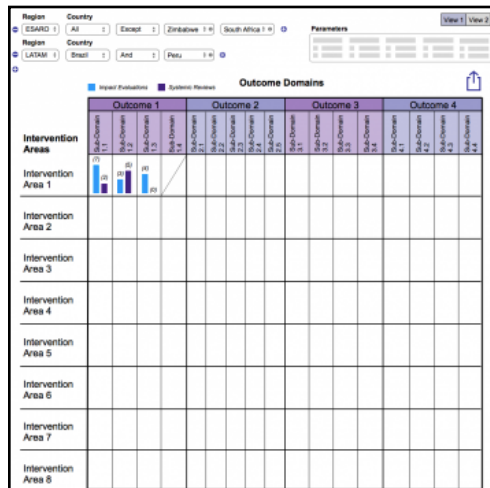 Region Country
ESARO All Except Zimbabwe South Africa
Region Country
LATAM Brazil And Peru
Parameters
View 1 View 2
Impact Evaluations Systemic Reviews
Outcome Domains
Outcome 1 Outcome 2 Outcome 3 Outcome 4
Intervention
Areas
Sub-Domain
1.1
Sub-Domain
1.2
Sub-Domain
1.3
Sub-Domain
1.4
Sub-Domain
2.1
Sub-Domain
2.2
Sub-Domain
2.3
Sub-Domain
2.4
Sub-Domain
2.5
Sub-Domain
3.1
Sub-Domain
3.2
Sub-Domain
3.3
Sub-Domain
3.4
Sub-Domain
4.1
Sub-Domain
4.2
Sub-Domain
4.3
Sub-Domain
4.4
Intervention
Area 1
(7) (3) (5) (4) (0)
Intervention
Area 2
Intervention
Area 3
Intervention
Area 4
Intervention
Area 5
Intervention
Area 6
Intervention
Area 7
Intervention
Area 8